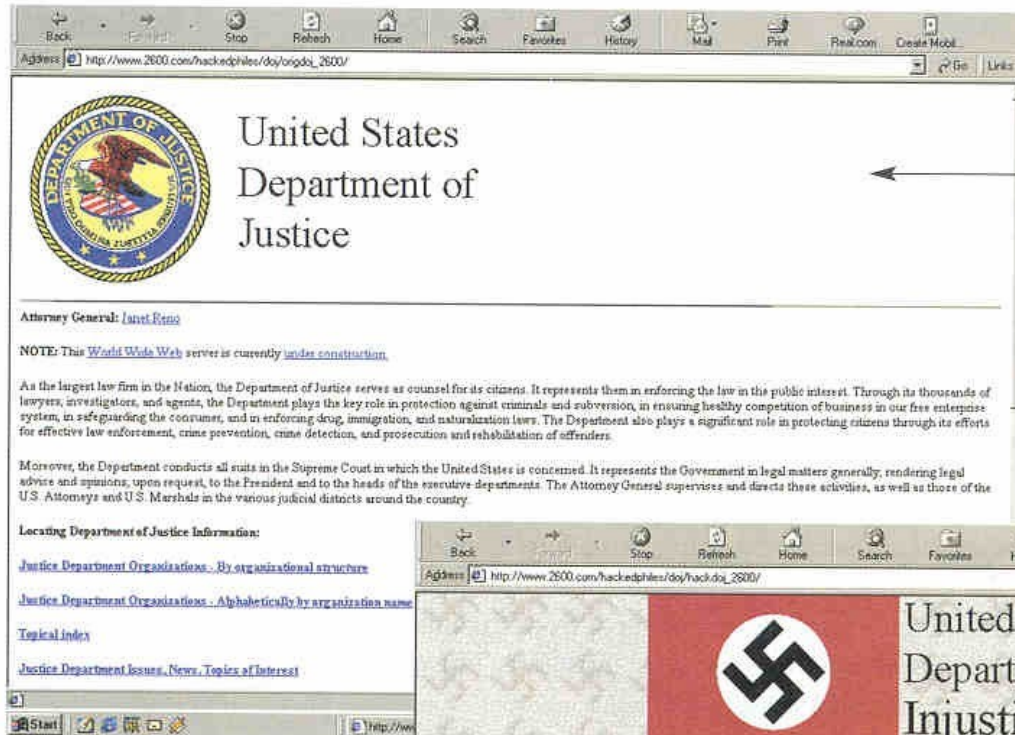 Back
Forward
Stop
Refresh
Home
Search
Favorites
History
Mail
Print
Real.com
Create Mobil...
Address http://www.2600.com/hackedphiles/doj/origdoj_2600/
Go
Links
DEPARTMENT OF JUSTICE
QUI PRO DOMINA JUSTITIA SEQUITUR
United States
Department of
Justice
Attorney General: Janet Reno
NOTE: This World Wide Web server is currently under construction.
As the largest law firm in the Nation, the Department of Justice serves as counsel for its citizens. It represents them in enforcing the law in the public interest. Through its thousands of
lawyers, investigators, and agents, the Department plays the key role in protection against criminals and subversion, in ensuring healthy competition of business in our free enterprise
system, in safeguarding the consumer, and in enforcing drug, immigration, and naturalization laws. The Department also plays a significant role in protecting citizens through its efforts
for effective law enforcement, crime prevention, crime detection, and prosecution and rehabilitation of offenders.
Moreover, the Department conducts all suits in the Supreme Court in which the United States is concerned. It represents the Government in legal matters generally, rendering legal
advice and opinions, upon request, to the President and to the heads of the executive departments. The Attorney General supervises and directs these activities, as well as those of the
U.S. Attorneys and U.S. Marshals in the various judicial districts around the country.
Locating Department of Justice Information:
Justice Department Organizations - By organizational structure
Justice Department Organizations - Alphabetically by organization name
Topical index
Justice Department Issues, News, Topics of Interest
Start
http://ww
Back
Forward
Stop
Refresh
Home
Search
Favorites
H
Address http://www.2600.com/hackedphiles/doj/hackdoj_2600/
United
Depart
Injusti